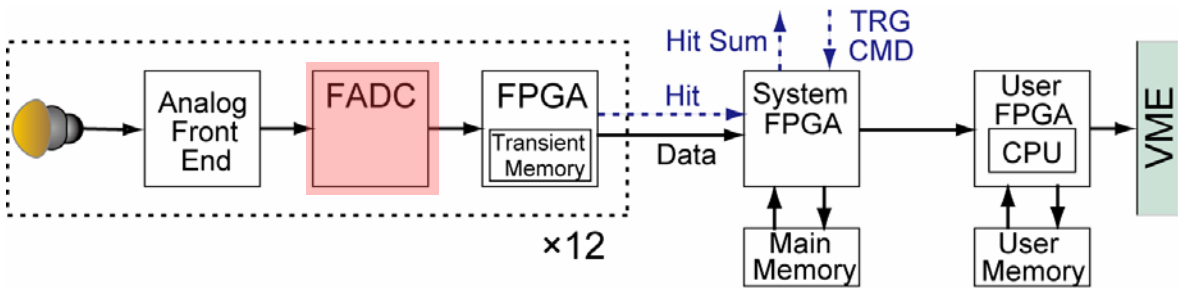 Hit Sum
TRG
CMD
Analog
Front
End
FADC
FPGA
Transient
Memory
Hit
Data
System
FPGA
User
FPGA
CPU
VME
×12
Main
Memory
User
Memory